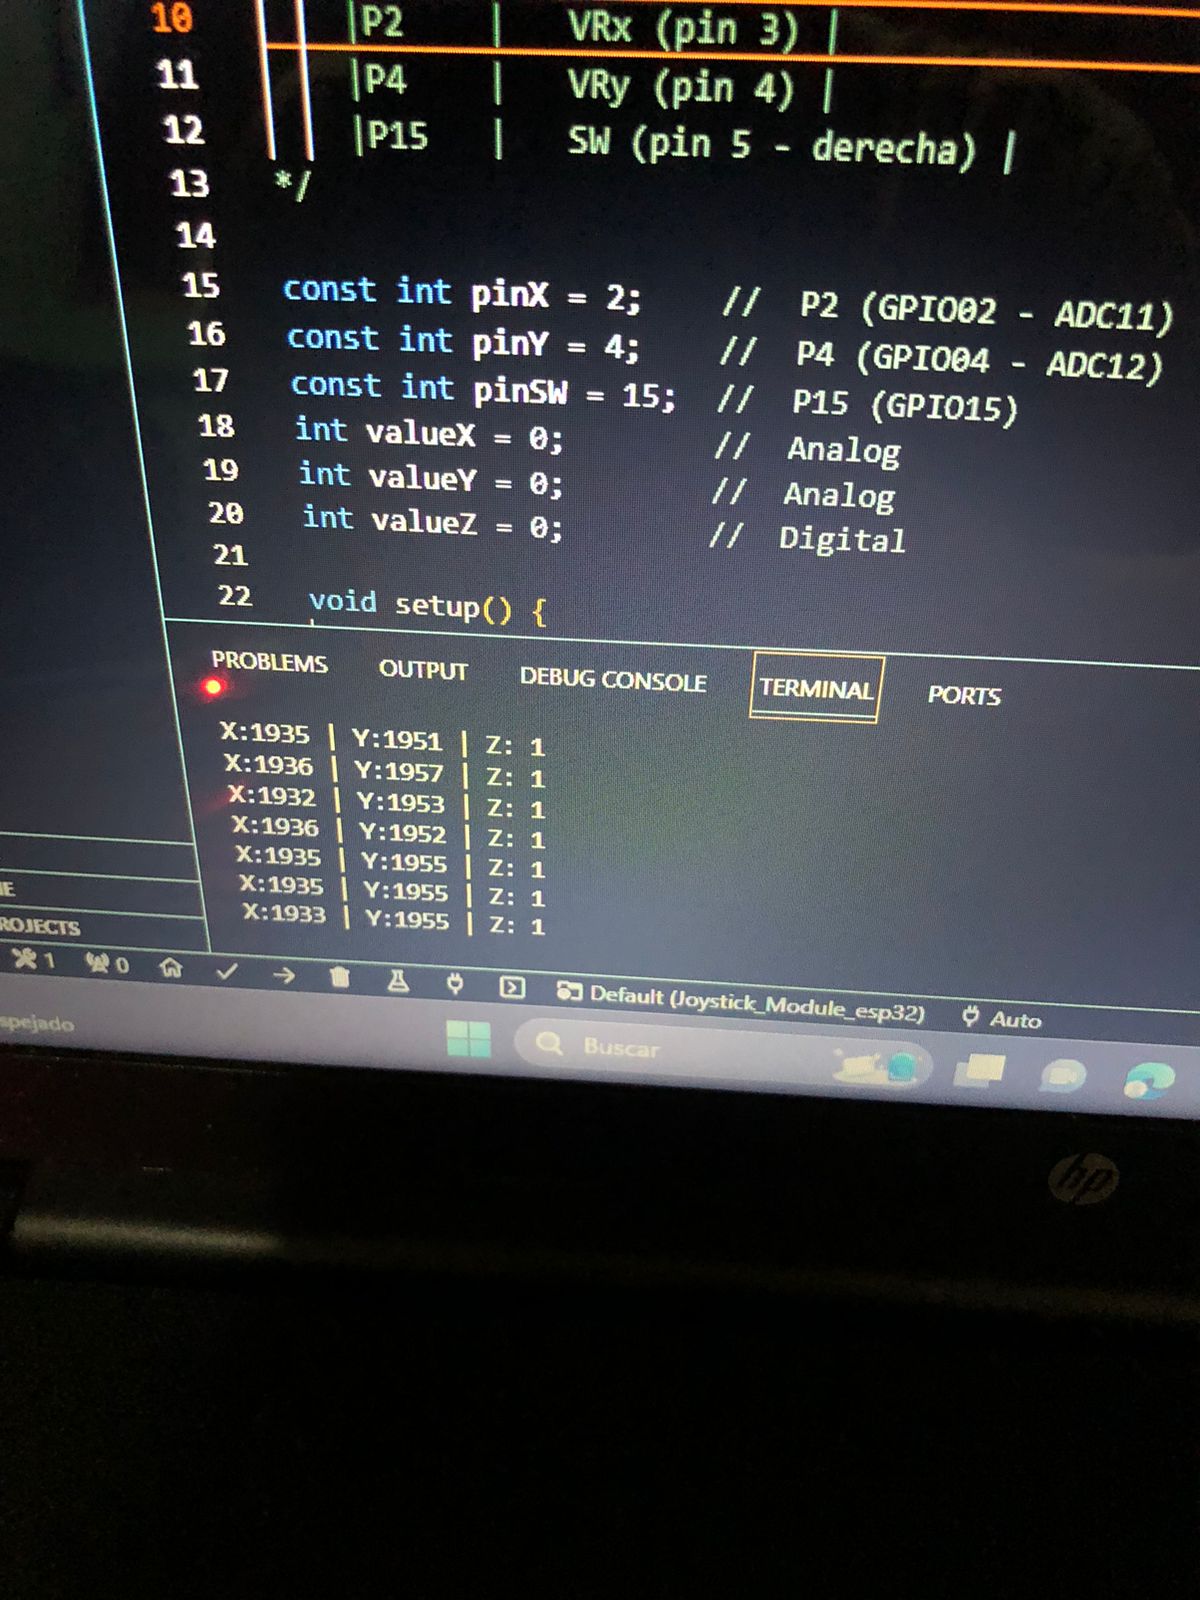 10 |P2 | VRx (pin 3) |
11 |P4 | VRy (pin 4) |
12 |P15 | SW (pin 5 - derecha) |
13 */
14
15 const int pinX = 2; // P2 (GPIO02 - ADC11)
16 const int pinY = 4; // P4 (GPIO04 - ADC12)
17 const int pinSW = 15; // P15 (GPIO15)
18 int valueX = 0; // Analog
19 int valueY = 0; // Analog
20 int valueZ = 0; // Digital
21
22 void setup() {
PROBLEMS OUTPUT DEBUG CONSOLE TERMINAL PORTS
X:1935 | Y:1951 | Z: 1
X:1936 | Y:1957 | Z: 1
X:1932 | Y:1953 | Z: 1
X:1936 | Y:1952 | Z: 1
X:1935 | Y:1955 | Z: 1
X:1935 | Y:1955 | Z: 1
X:1933 | Y:1955 | Z: 1
NE
ROJECTS
1 0 Default (Joystick_Module_esp32) Auto
spejado
Buscar
hp